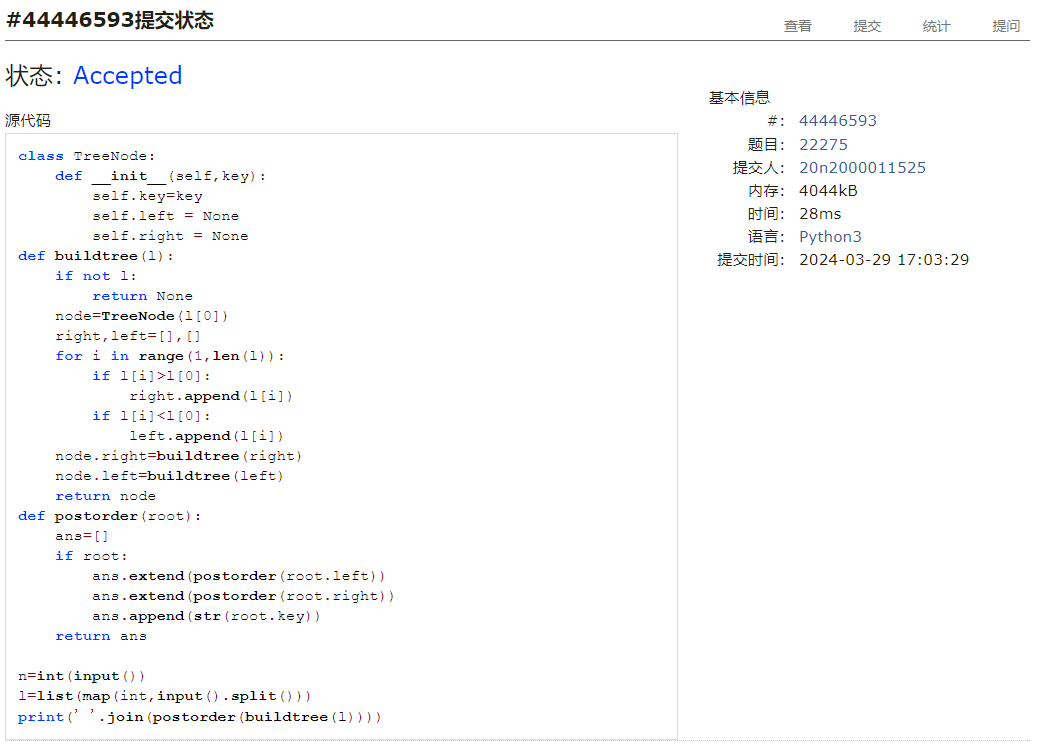 #44446593提交状态
查看 提交 统计 提问
状态: Accepted
源代码
class TreeNode:
    def __init__(self,key):
        self.key=key
        self.left = None
        self.right = None
def buildtree(l):
    if not l:
        return None
    node=TreeNode(l[0])
    right,left=[],[]
    for i in range(1,len(l)):
        if l[i]>l[0]:
            right.append(l[i])
        if l[i]<l[0]:
            left.append(l[i])
    node.right=buildtree(right)
    node.left=buildtree(left)
    return node
def postorder(root):
    ans=[]
    if root:
        ans.extend(postorder(root.left))
        ans.extend(postorder(root.right))
        ans.append(str(root.key))
    return ans

n=int(input())
l=list(map(int,input().split()))
print(' '.join(postorder(buildtree(l))))
基本信息
#: 44446593
题目: 22275
提交人: 20n2000011525
内存: 4044kB
时间: 28ms
语言: Python3
提交时间: 2024-03-29 17:03:29